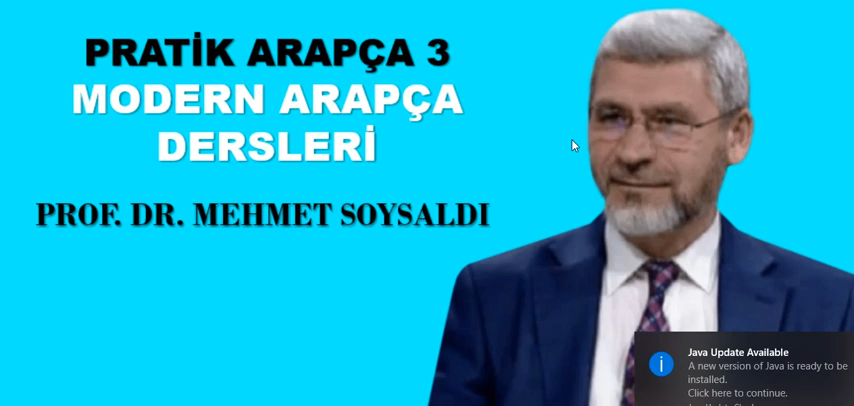 PRATİK ARAPÇA 3
MODERN ARAPÇA
DERSLERİ
PROF. DR. MEHMET SOYSALDI
Java Update Available
A new version of Java is ready to be
installed.
Click here to continue.